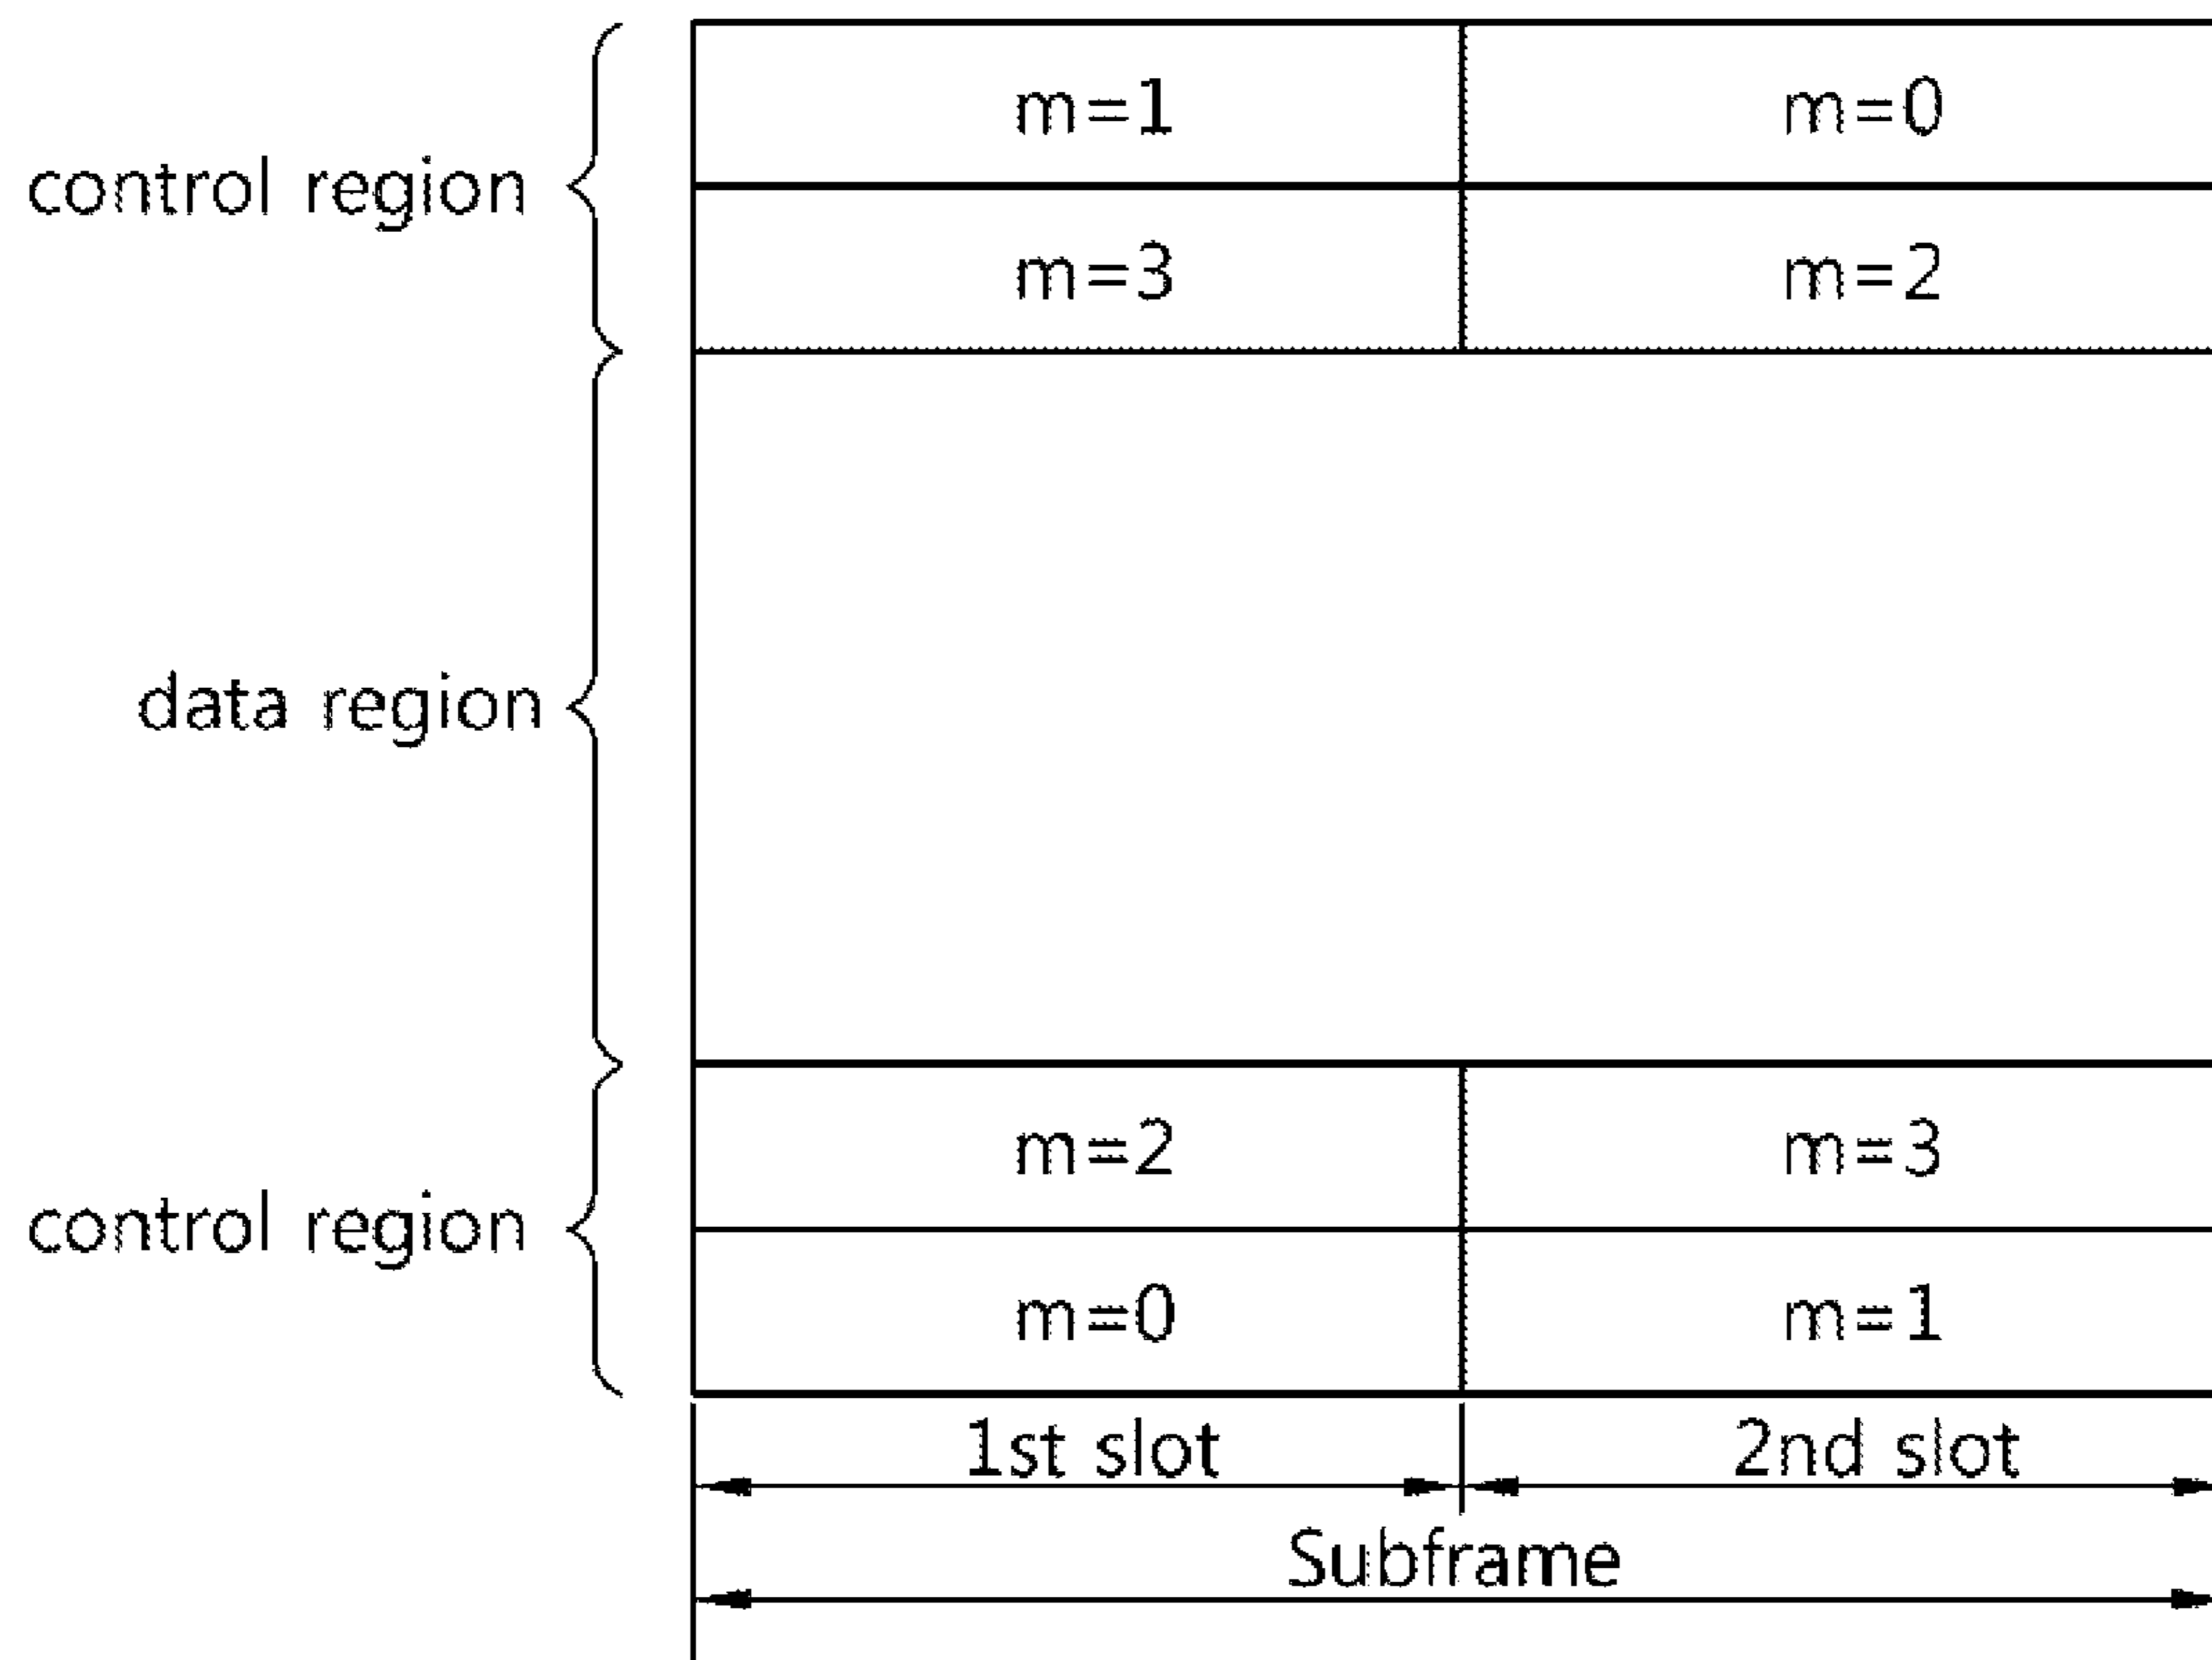 m=1 m=0
control region
m=3 m=2
data region
m=2 m=3
control region
m=0 m=1
1st slot 2nd slot
Subframe